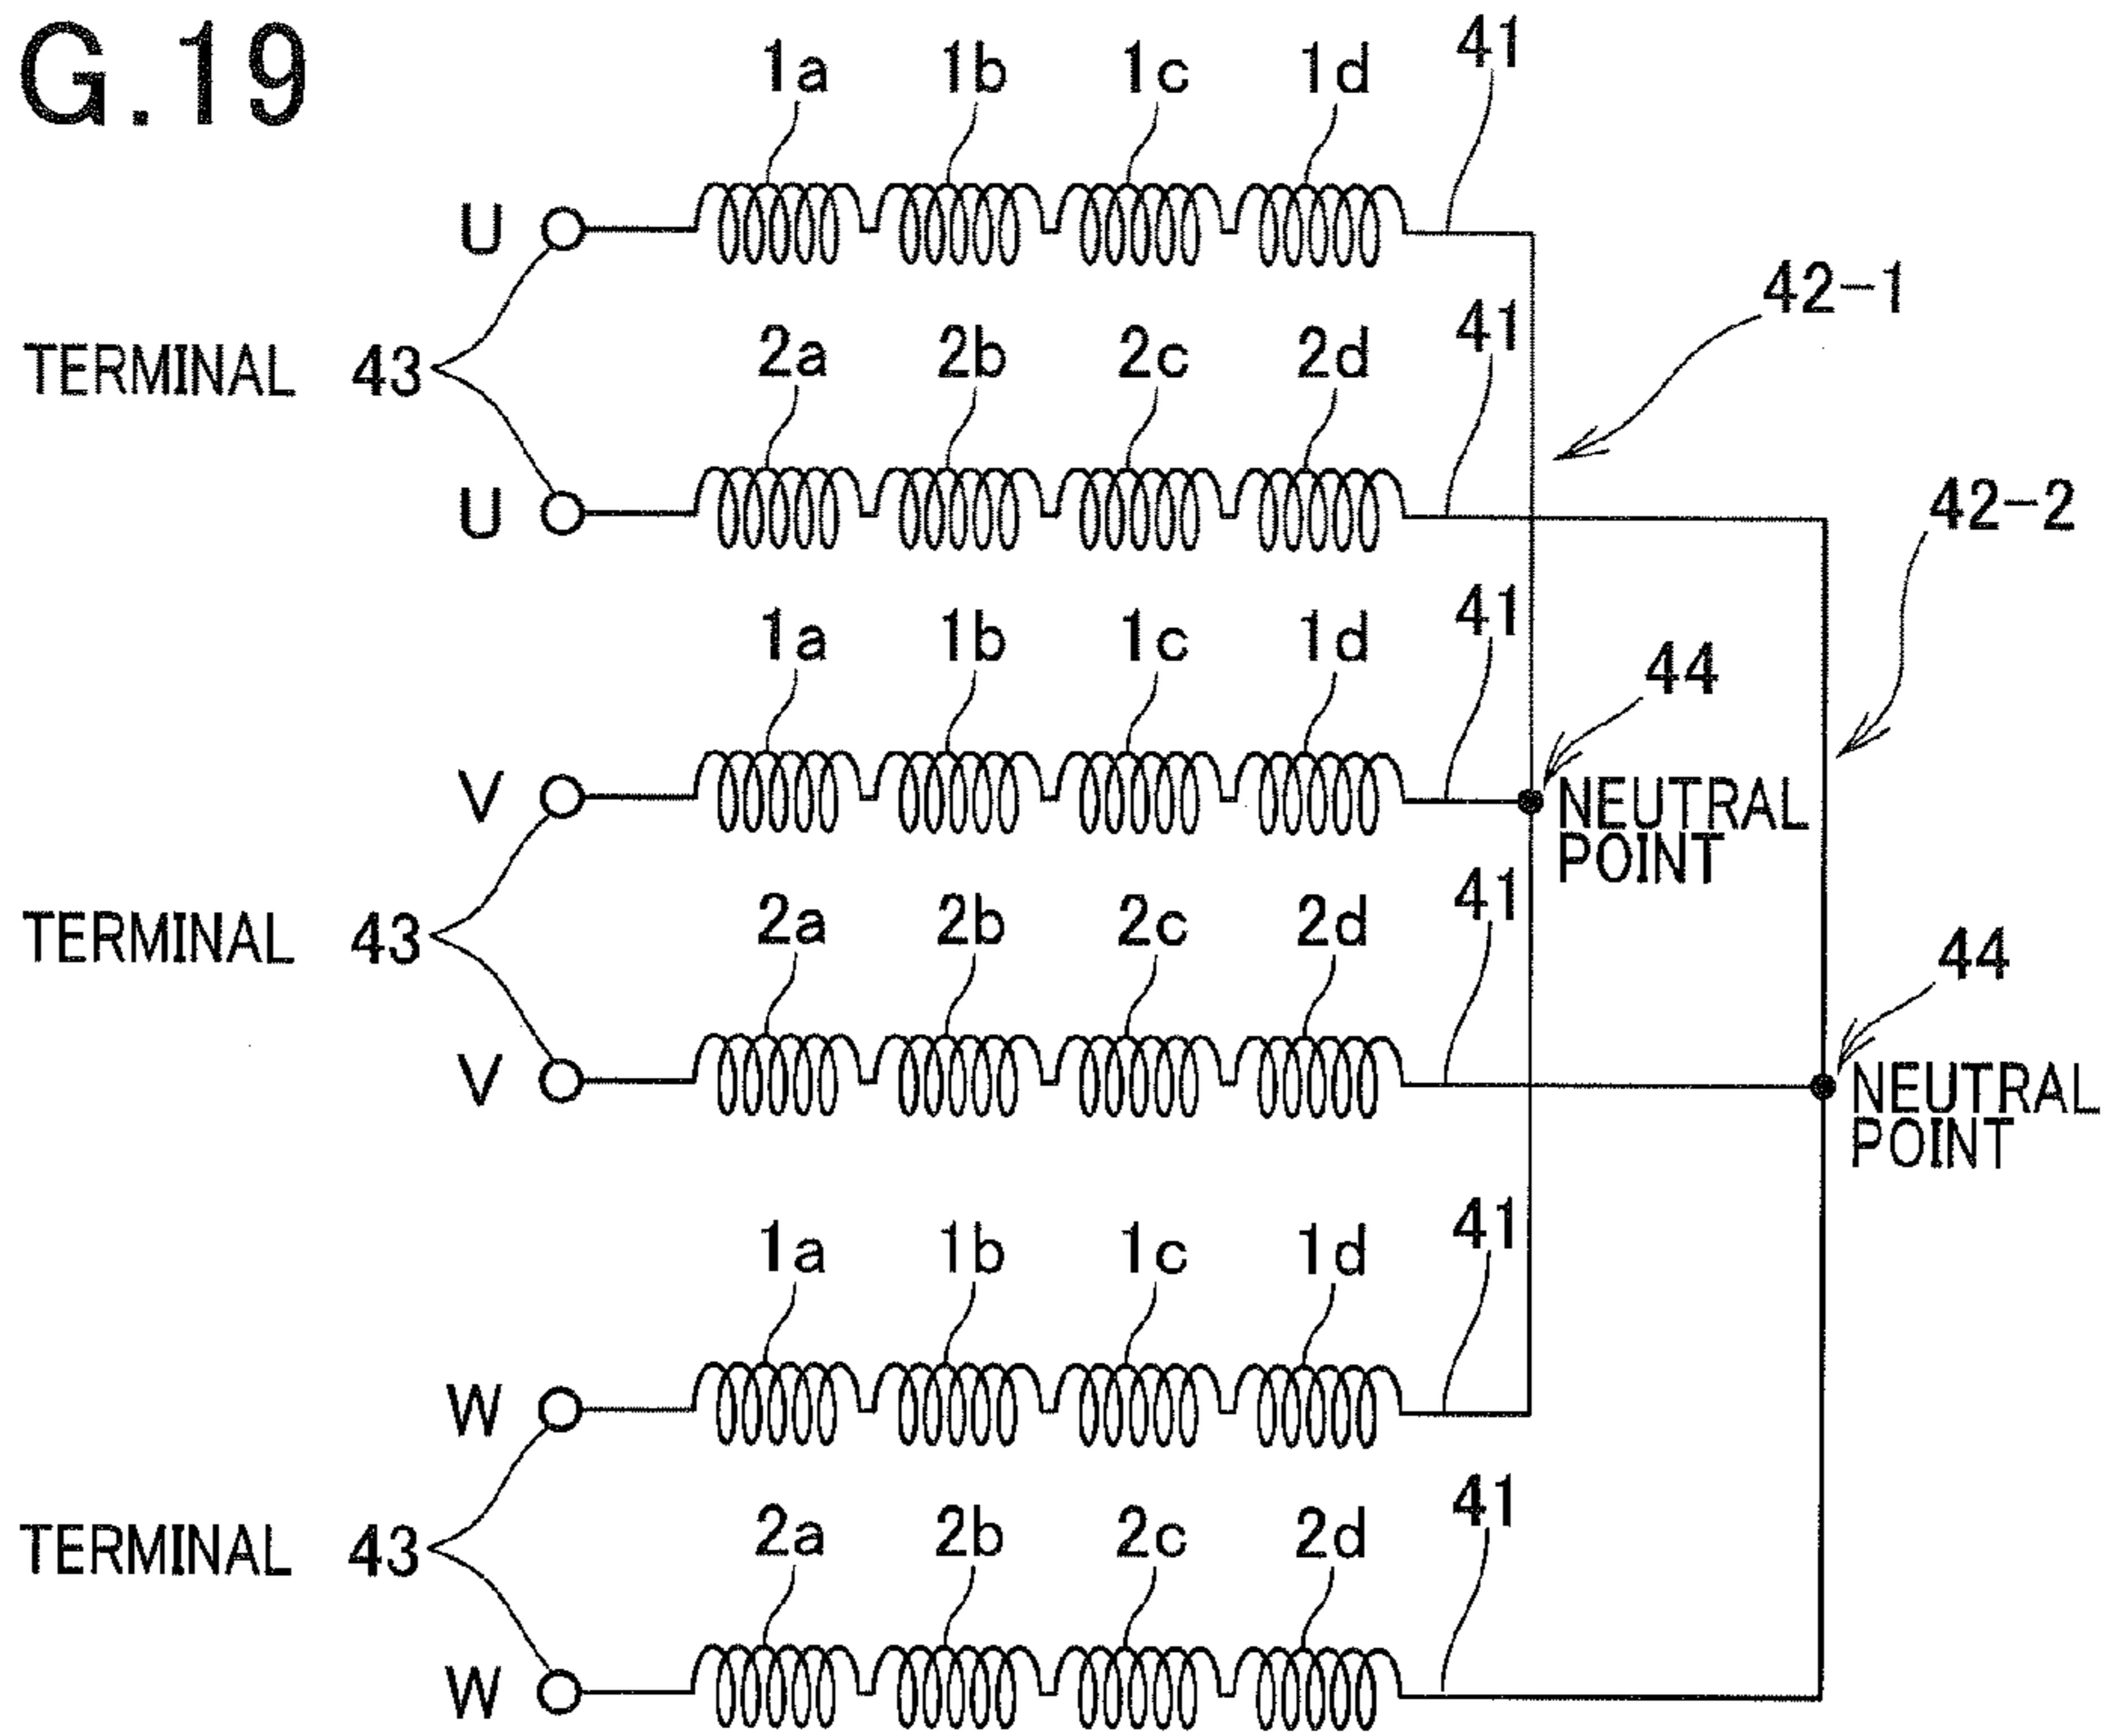 G.19
1a 1b 1c 1d 41
U
42-1
TERMINAL 43
2a 2b 2c 2d 41
U
42-2
1a 1b 1c 1d 41
44
V
NEUTRAL
POINT
TERMINAL 43
2a 2b 2c 2d 41
44
V
NEUTRAL
POINT
1a 1b 1c 1d 41
W
TERMINAL 43
2a 2b 2c 2d 41
W